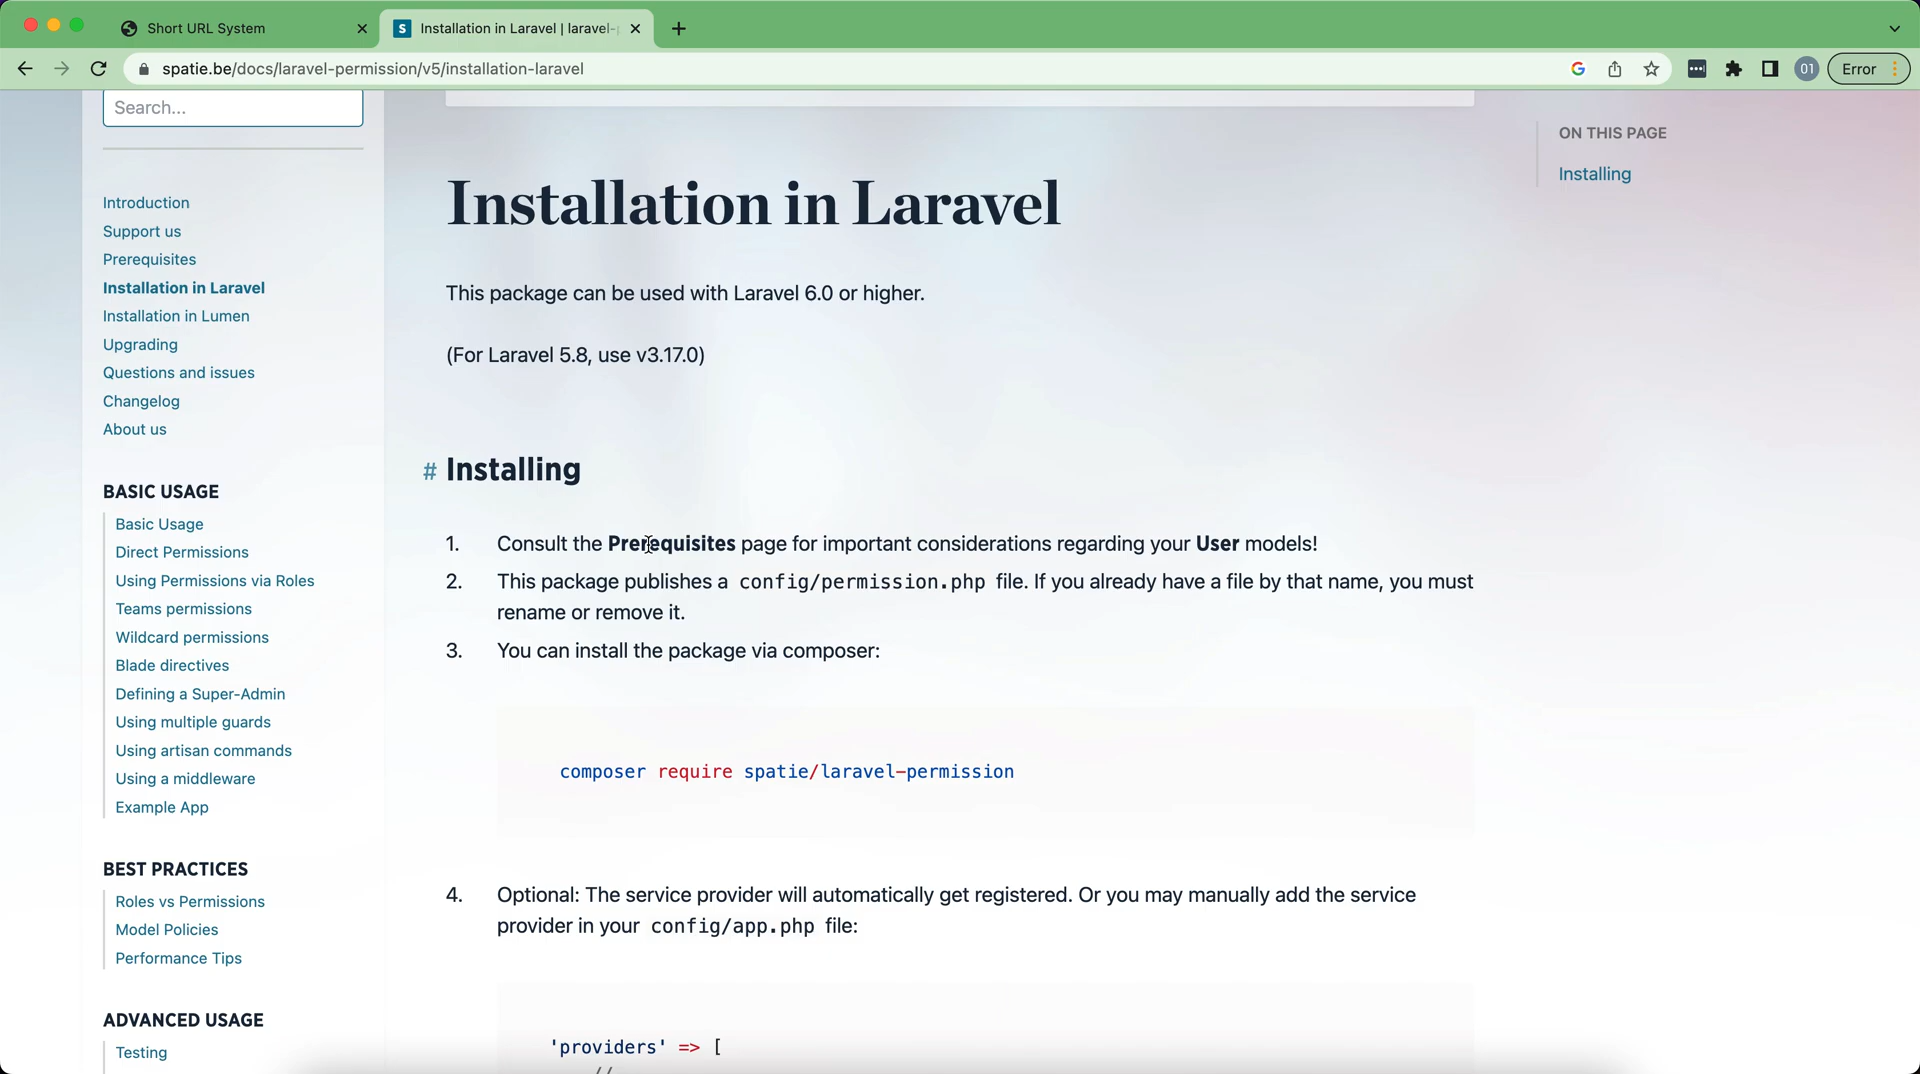 Short URL System
Installation in Laravel | laravel-
spatie.be/docs/laravel-permission/v5/installation-laravel
01
Error
Search...
Introduction
Support us
Prerequisites
Installation in Laravel
Installation in Lumen
Upgrading
Questions and issues
Changelog
About us
BASIC USAGE
Basic Usage
Direct Permissions
Using Permissions via Roles
Teams permissions
Wildcard permissions
Blade directives
Defining a Super-Admin
Using multiple guards
Using artisan commands
Using a middleware
Example App
BEST PRACTICES
Roles vs Permissions
Model Policies
Performance Tips
ADVANCED USAGE
Testing
Installation in Laravel
This package can be used with Laravel 6.0 or higher.
(For Laravel 5.8, use v3.17.0)
# Installing
1. Consult the Prerequisites page for important considerations regarding your User models!
2. This package publishes a config/permission.php file. If you already have a file by that name, you must
rename or remove it.
3. You can install the package via composer:
composer require spatie/laravel-permission
4. Optional: The service provider will automatically get registered. Or you may manually add the service
provider in your config/app.php file:
'providers' => [
//
ON THIS PAGE
Installing